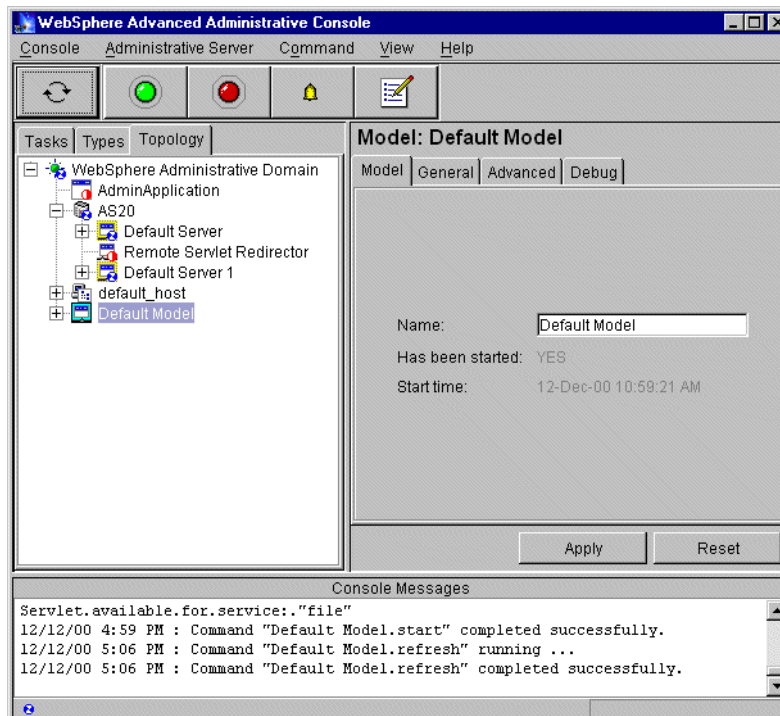 WebSphere Advanced Administrative Console
Console Administrative Server Command View Help
Tasks Types Topology
WebSphere Administrative Domain
AdminApplication
AS20
Default Server
Remote Servlet Redirector
Default Server 1
default_host
Default Model
Model: Default Model
Model General Advanced Debug
Name: Default Model
Has been started: YES
Start time: 12-Dec-00 10:59:21 AM
Apply Reset
Console Messages
Servlet.available.for.service:."file"
12/12/00 4:59 PM : Command "Default Model.start" completed successfully.
12/12/00 5:06 PM : Command "Default Model.refresh" running ...
12/12/00 5:06 PM : Command "Default Model.refresh" completed successfully.